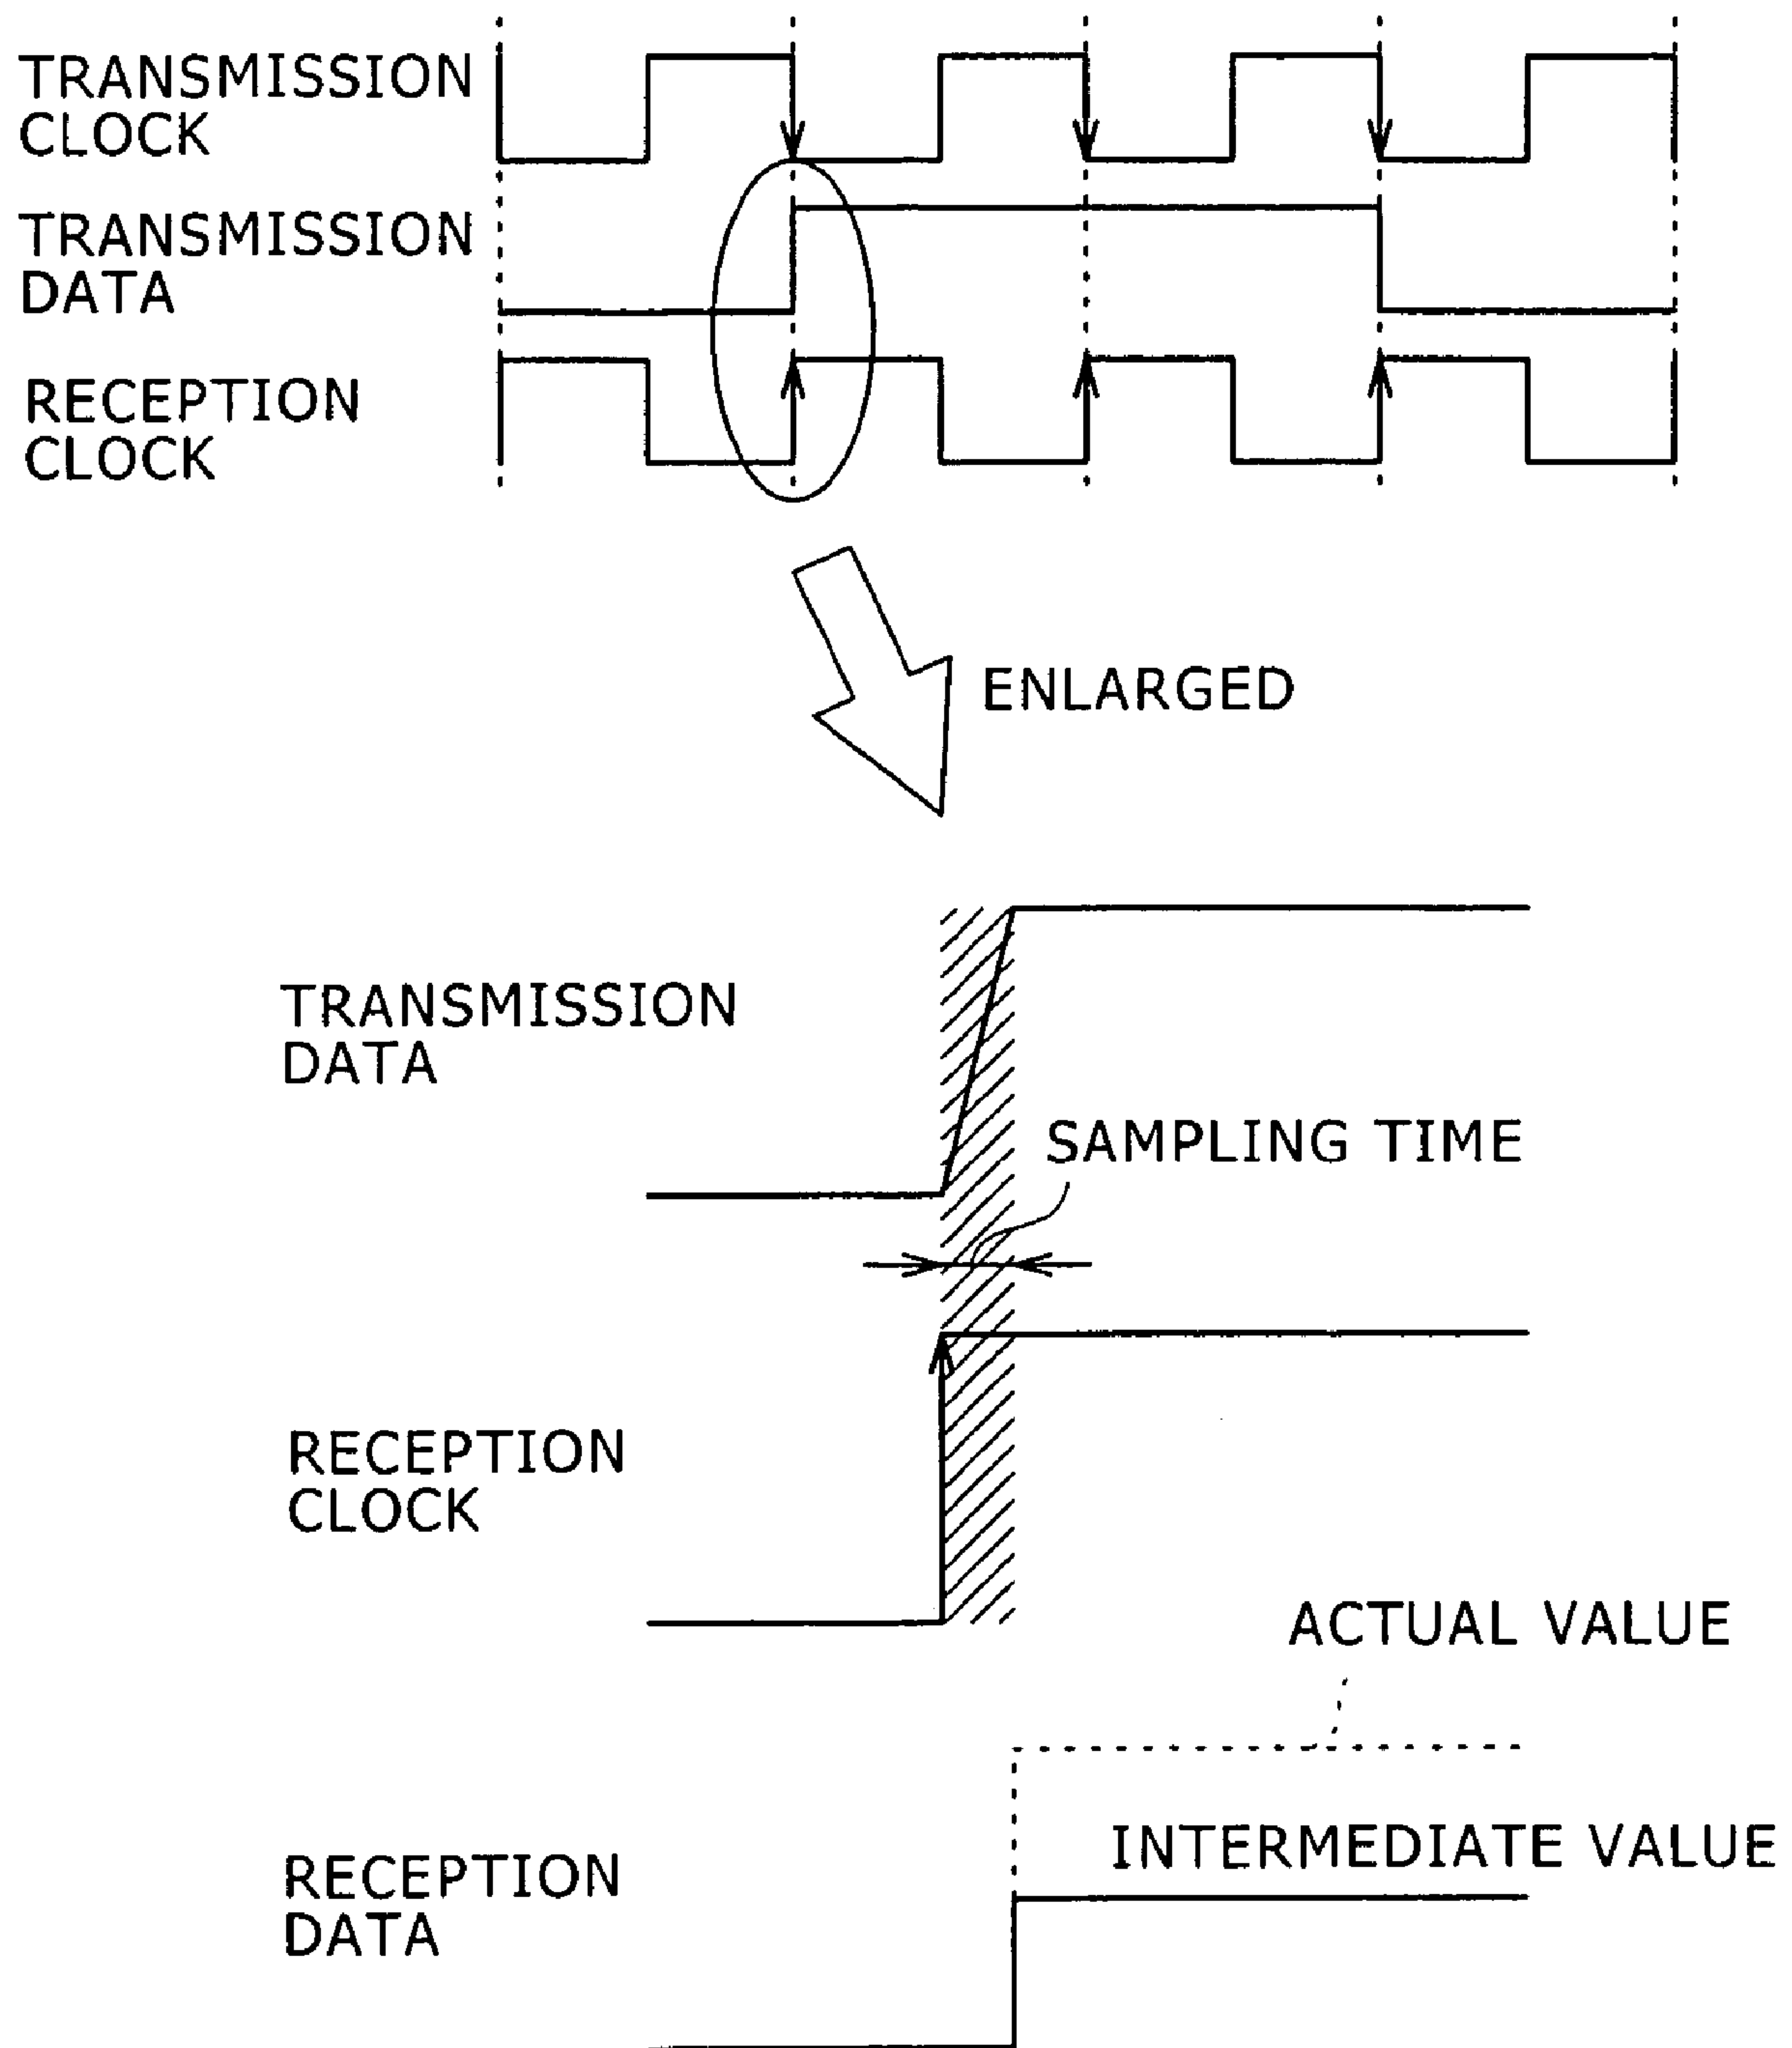 TRANSMISSION
CLOCK
TRANSMISSION
DATA
RECEPTION
CLOCK
ENLARGED
TRANSMISSION
DATA
SAMPLING TIME
RECEPTION
CLOCK
ACTUAL VALUE
INTERMEDIATE VALUE
RECEPTION
DATA